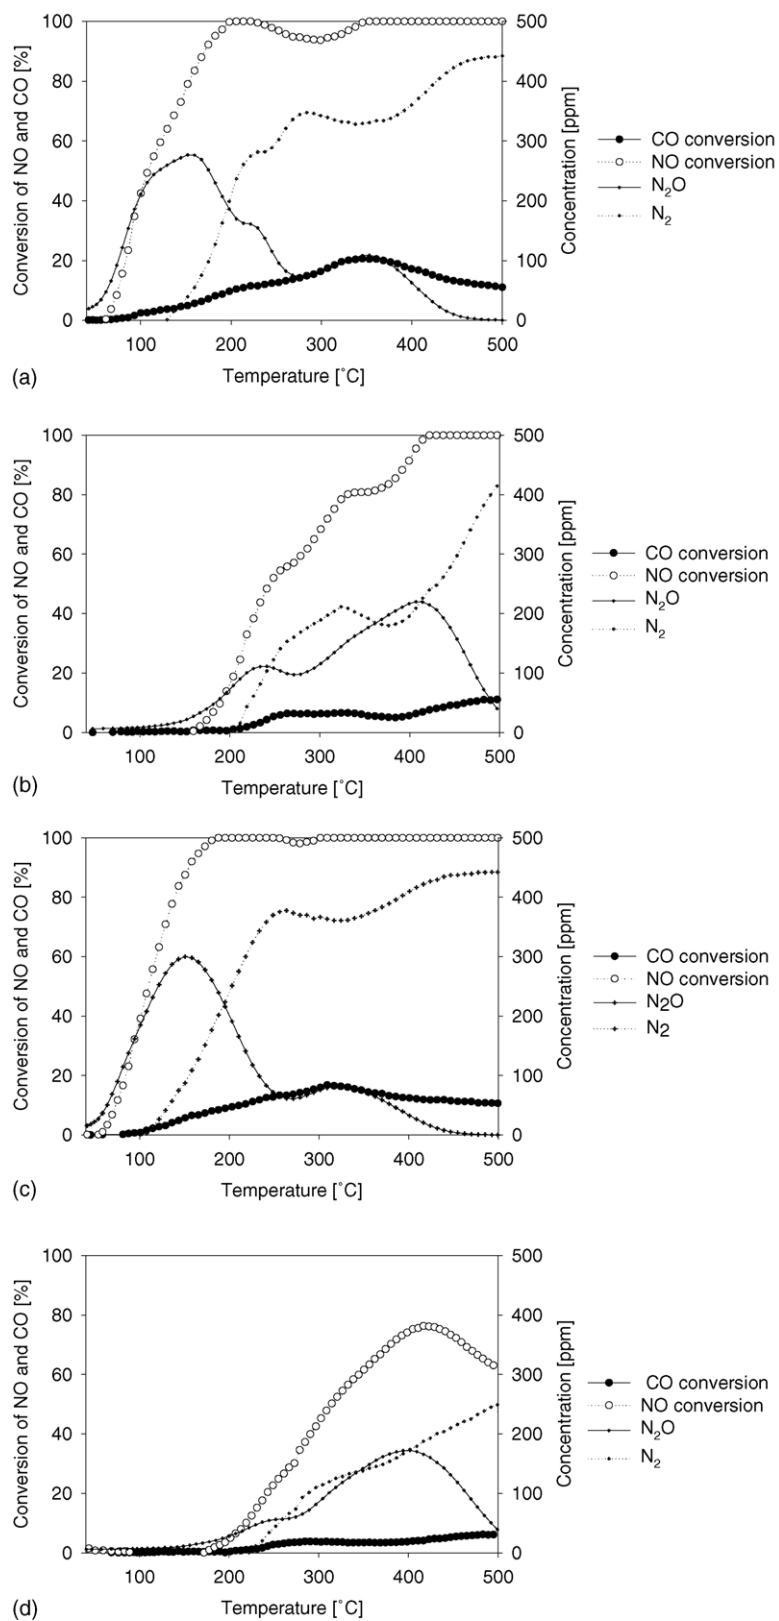 100
80
60
40
20
0
Conversion of NO and CO [%]
500
400
300
200
100
0
Concentration [ppm]
CO conversion
NO conversion
N₂O
N₂
100 200 300 400 500
Temperature [˚C]
(a)
100
80
60
40
20
0
Conversion of NO and CO [%]
500
400
300
200
100
0
Concentration [ppm]
CO conversion
NO conversion
N₂O
N₂
100 200 300 400 500
Temperature [˚C]
(b)
100
80
60
40
20
0
Conversion of NO and CO [%]
500
400
300
200
100
0
Concentration [ppm]
CO conversion
NO conversion
N2O
N2
100 200 300 400 500
Temperature [˚C]
(c)
100
80
60
40
20
0
Conversion of NO and CO [%]
500
400
300
200
100
0
Concentration [ppm]
CO conversion
NO conversion
N₂O
N₂
100 200 300 400 500
Temperature [˚C]
(d)